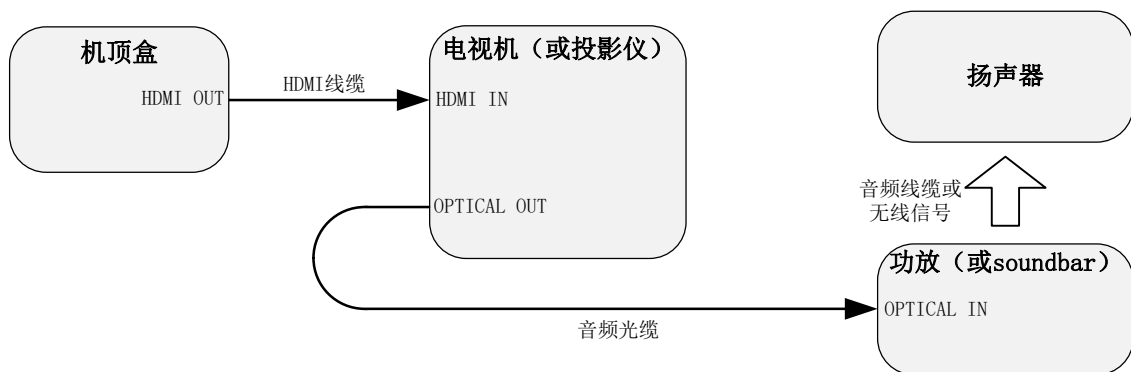 机顶盒
HDMI OUT
HDMI线缆
电视机（或投影仪）
HDMI IN
OPTICAL OUT
扬声器
音频线缆或
无线信号
功放（或soundbar）
OPTICAL IN
音频光缆